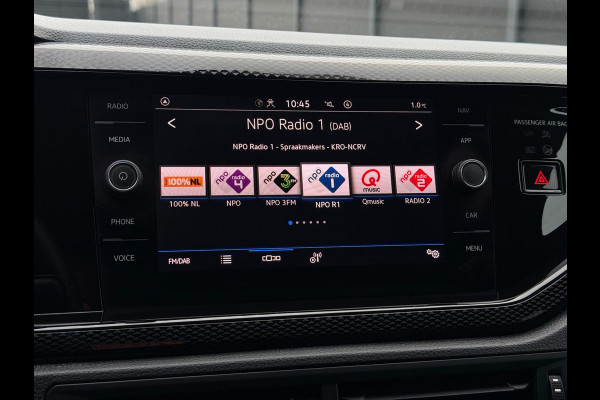 RADIO
MEDIA
PHONE
VOICE
10:45
1.0°C
NPO Radio 1 (DAB)
NPO Radio 1 - Spraakmakers - KRO-NCRV
100%NL npo radio 4 npo 3FM npo radio 1 Q music npo radio 2
100% NL NPO NPO 3FM NPO R1 Qmusic RADIO 2
FM/DAB
NAV
APP
CAR
MENU
PASSENGER AIR BAG